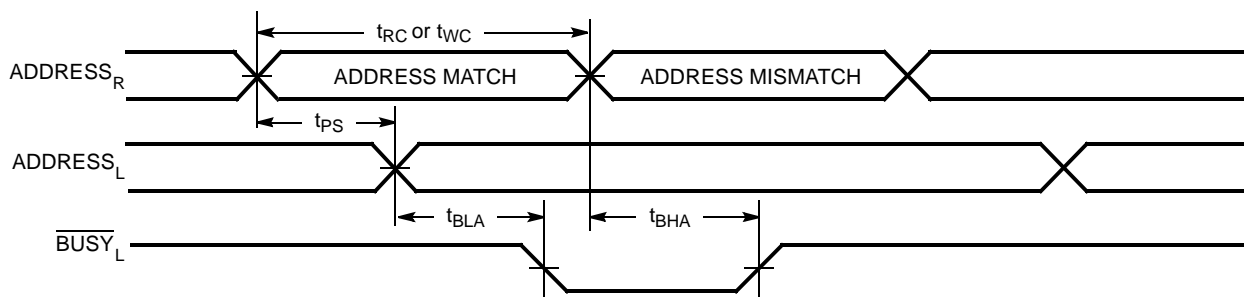 tRC or tWC
ADDRESSR
ADDRESS MATCH
ADDRESS MISMATCH
tPS
ADDRESSL
tBLA
tBHA
BUSYL